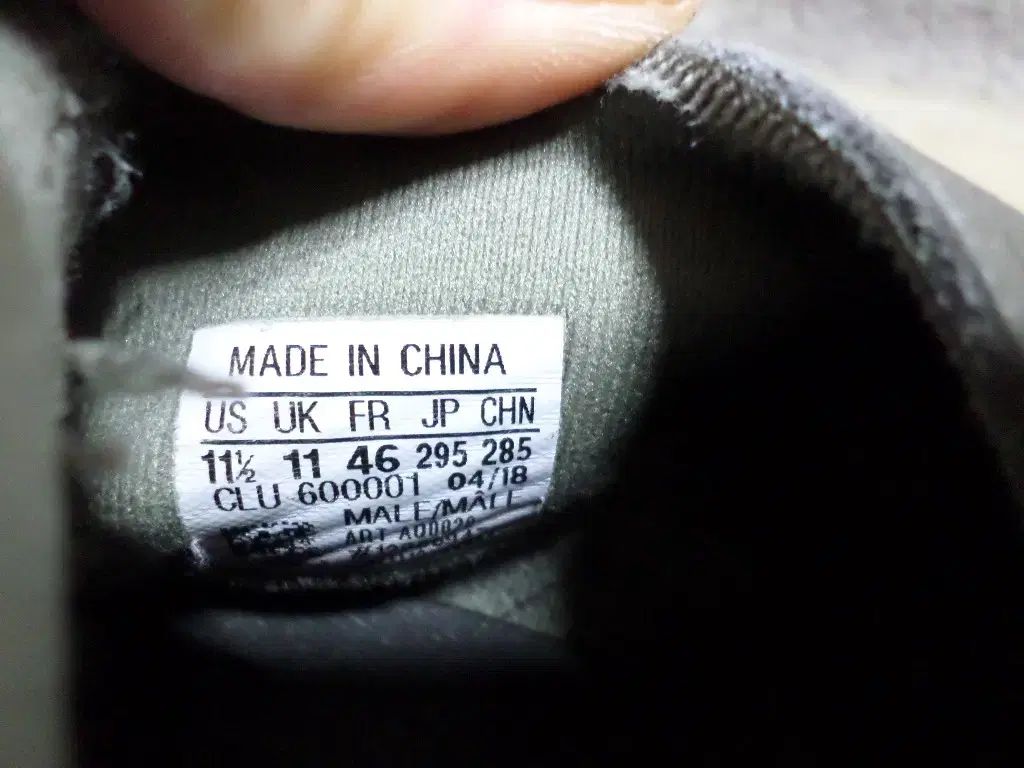 MADE IN CHINA
US UK FR JP CHN
11½ 11 46 295 285
CLU 600001 04/18
MALE/MÂLE
ART